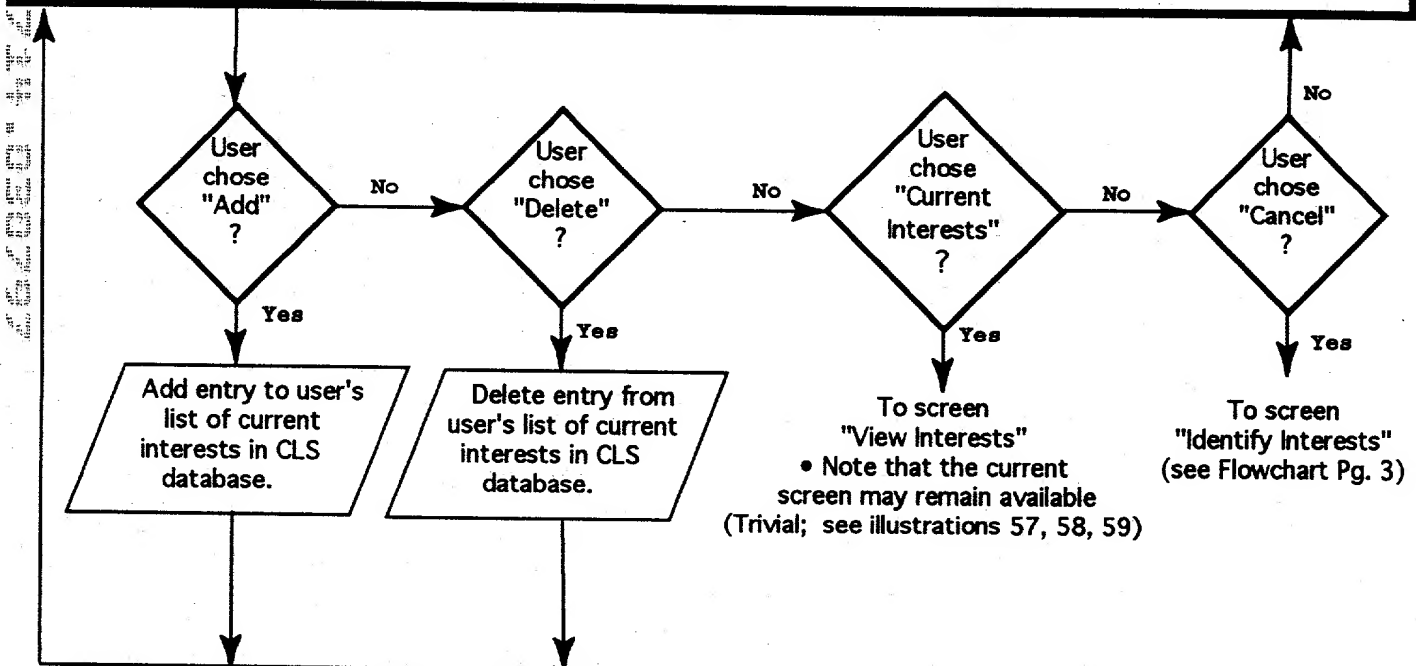 No
User
chose
"Add"
?
No
User
chose
"Delete"
?
No
User
chose
"Current
Interests"
?
No
User
chose
"Cancel"
?
Yes
Yes
Yes
Yes
Add entry to user's
list of current
interests in CLS
database.
Delete entry from
user's list of current
interests in CLS
database.
To screen
"View Interests"
• Note that the current
screen may remain available
(Trivial; see illustrations 57, 58, 59)
To screen
"Identify Interests"
(see Flowchart Pg. 3)